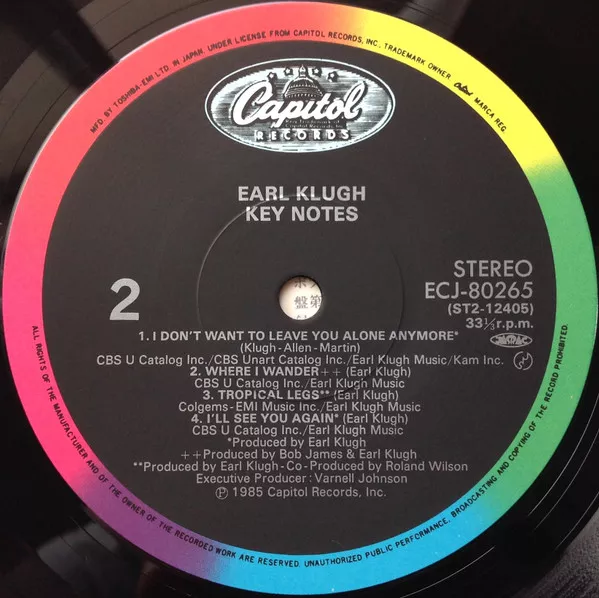 MFD. BY TOSHIBA-EMI LTD. IN JAPAN, UNDER LICENSE FROM CAPITOL RECORDS, INC., TRADEMARK OWNER. Capitol MARCA REG.
Capitol
RECORDS
EARL KLUGH
KEY NOTES
2
STEREO
ECJ-80265
(ST2-12405)
33⅓r.p.m.
1. I DON'T WANT TO LEAVE YOU ALONE ANYMORE*
(Klugh-Allen-Martin)
CBS U Catalog Inc./CBS Unart Catalog Inc./Earl Klugh Music/Kam Inc.
2. WHERE I WANDER++ (Earl Klugh)
CBS U Catalog Inc./Earl Klugh Music
3. TROPICAL LEGS** (Earl Klugh)
Colgems-EMI Music Inc./Earl Klugh Music
4. I'LL SEE YOU AGAIN* (Earl Klugh)
CBS U Catalog Inc./Earl Klugh Music
*Produced by Earl Klugh
++Produced by Bob James & Earl Klugh
**Produced by Earl Klugh-Co-Produced by Roland Wilson
Executive Producer: Varnell Johnson
Ⓟ 1985 Capitol Records, Inc.
ALL RIGHTS OF THE MANUFACTURER AND OF THE OWNER OF THE RECORDED WORK ARE RESERVED. UNAUTHORIZED PUBLIC PERFORMANCE, BROADCASTING AND COPYING OF THE RECORD PROHIBITED.